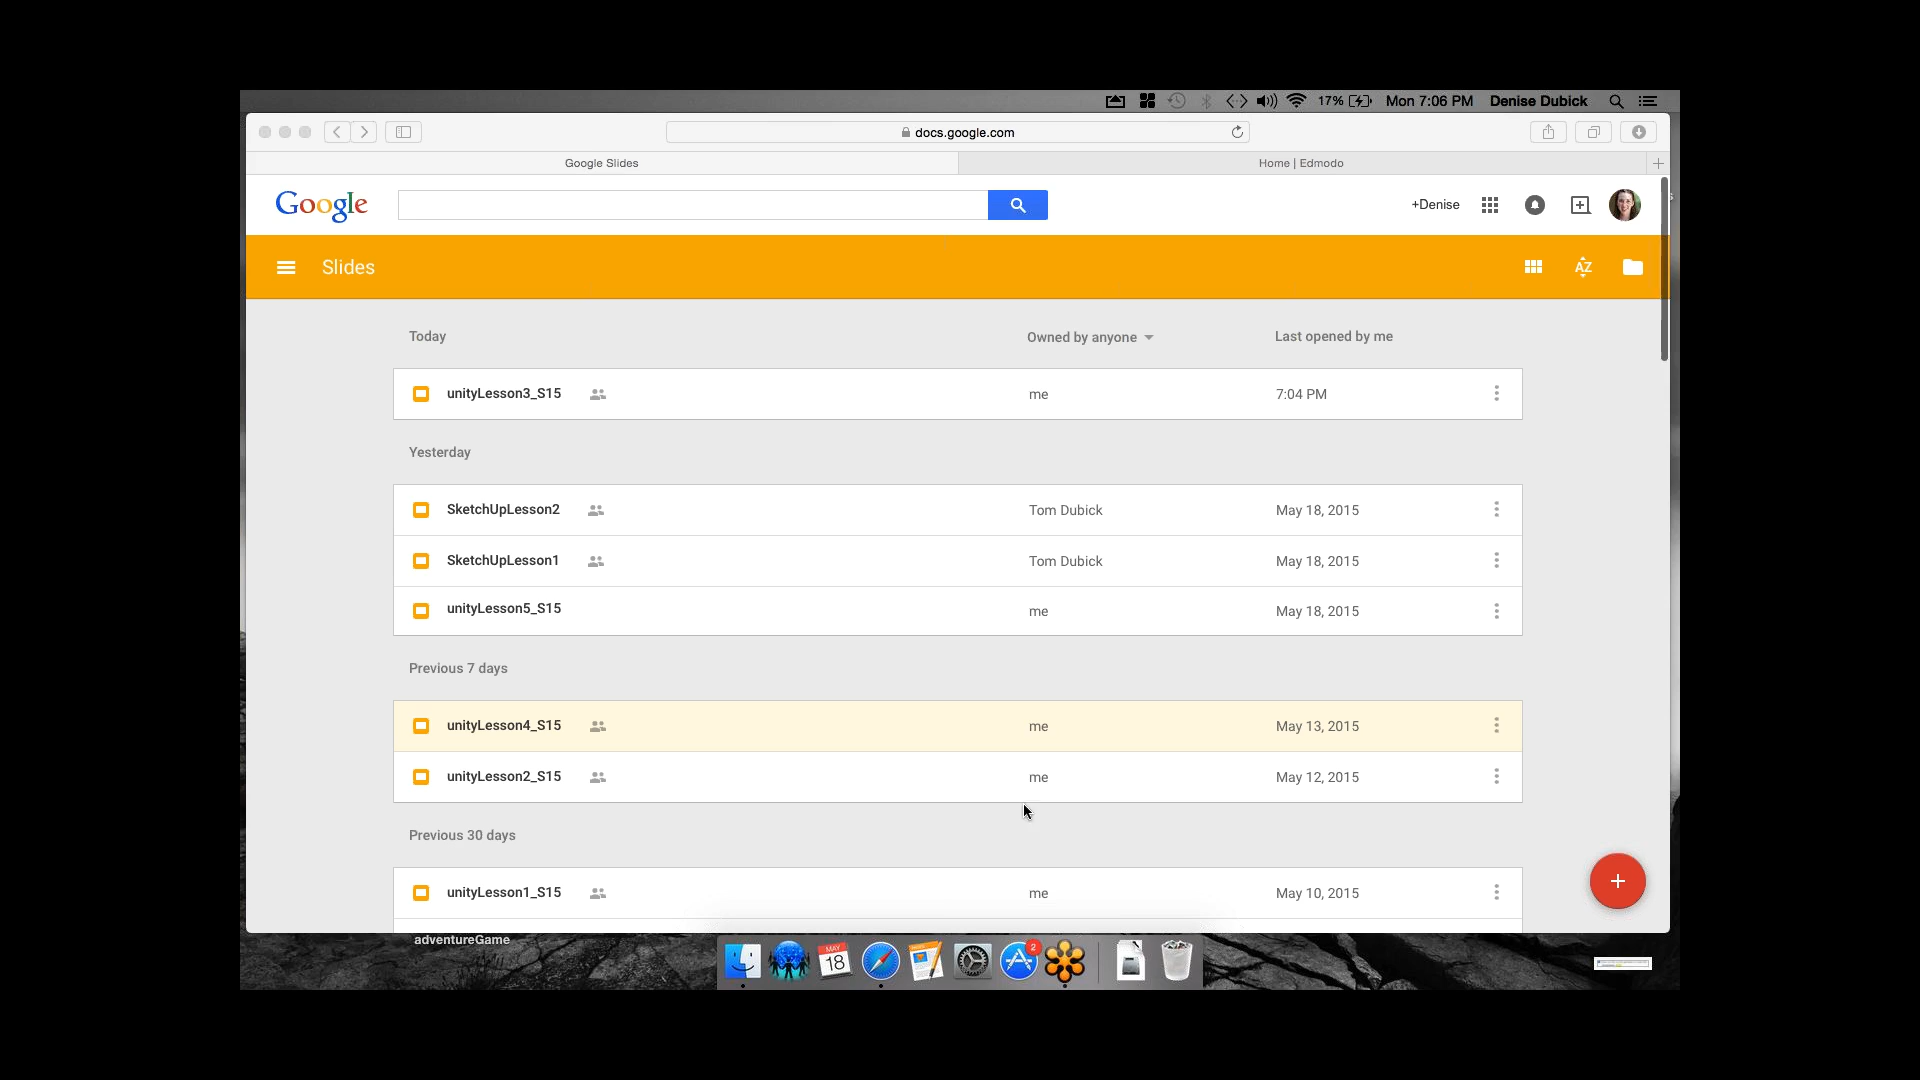 17% Mon 7:06 PM Denise Dubick
docs.google.com
Google Slides Home | Edmodo
Google +Denise
Slides AZ
Today Owned by anyone Last opened by me
unityLesson3_S15 me 7:04 PM
Yesterday
SketchUpLesson2 Tom Dubick May 18, 2015
SketchUpLesson1 Tom Dubick May 18, 2015
unityLesson5_S15 me May 18, 2015
Previous 7 days
unityLesson4_S15 me May 13, 2015
unityLesson2_S15 me May 12, 2015
Previous 30 days
unityLesson1_S15 me May 10, 2015
adventureGame
MAY
18
2